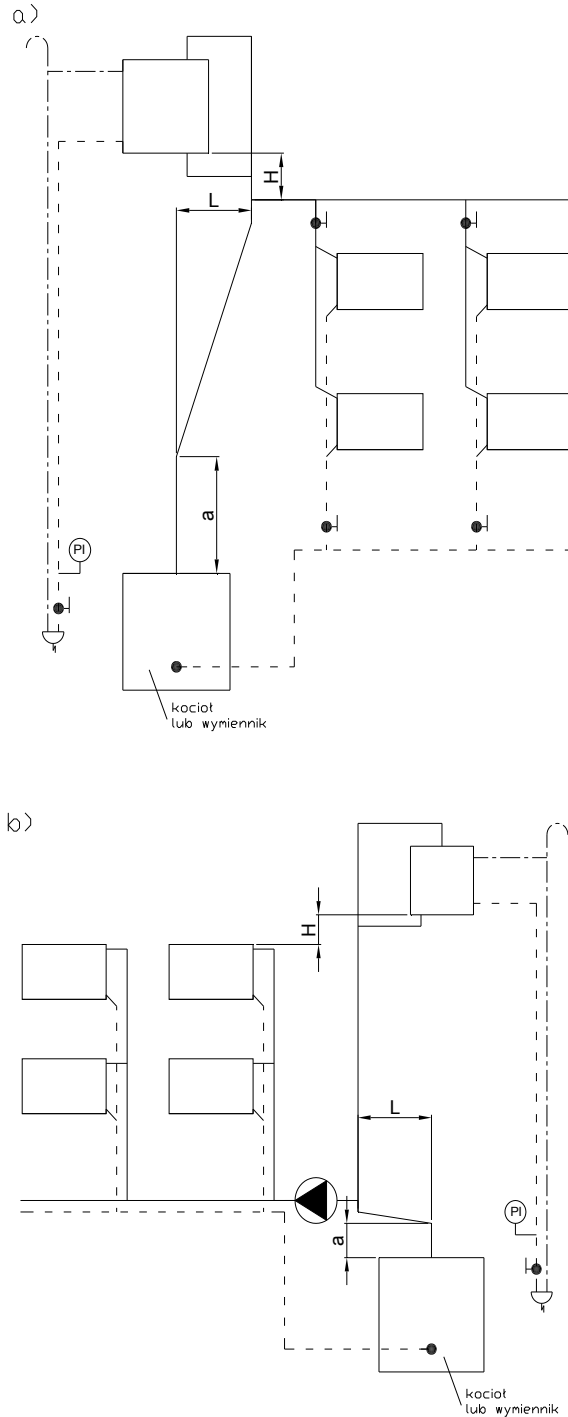 a)
H
L
a
PI
kocioł
lub wymiennik
b)
H
L
PI
a
kocioł
lub wymiennik